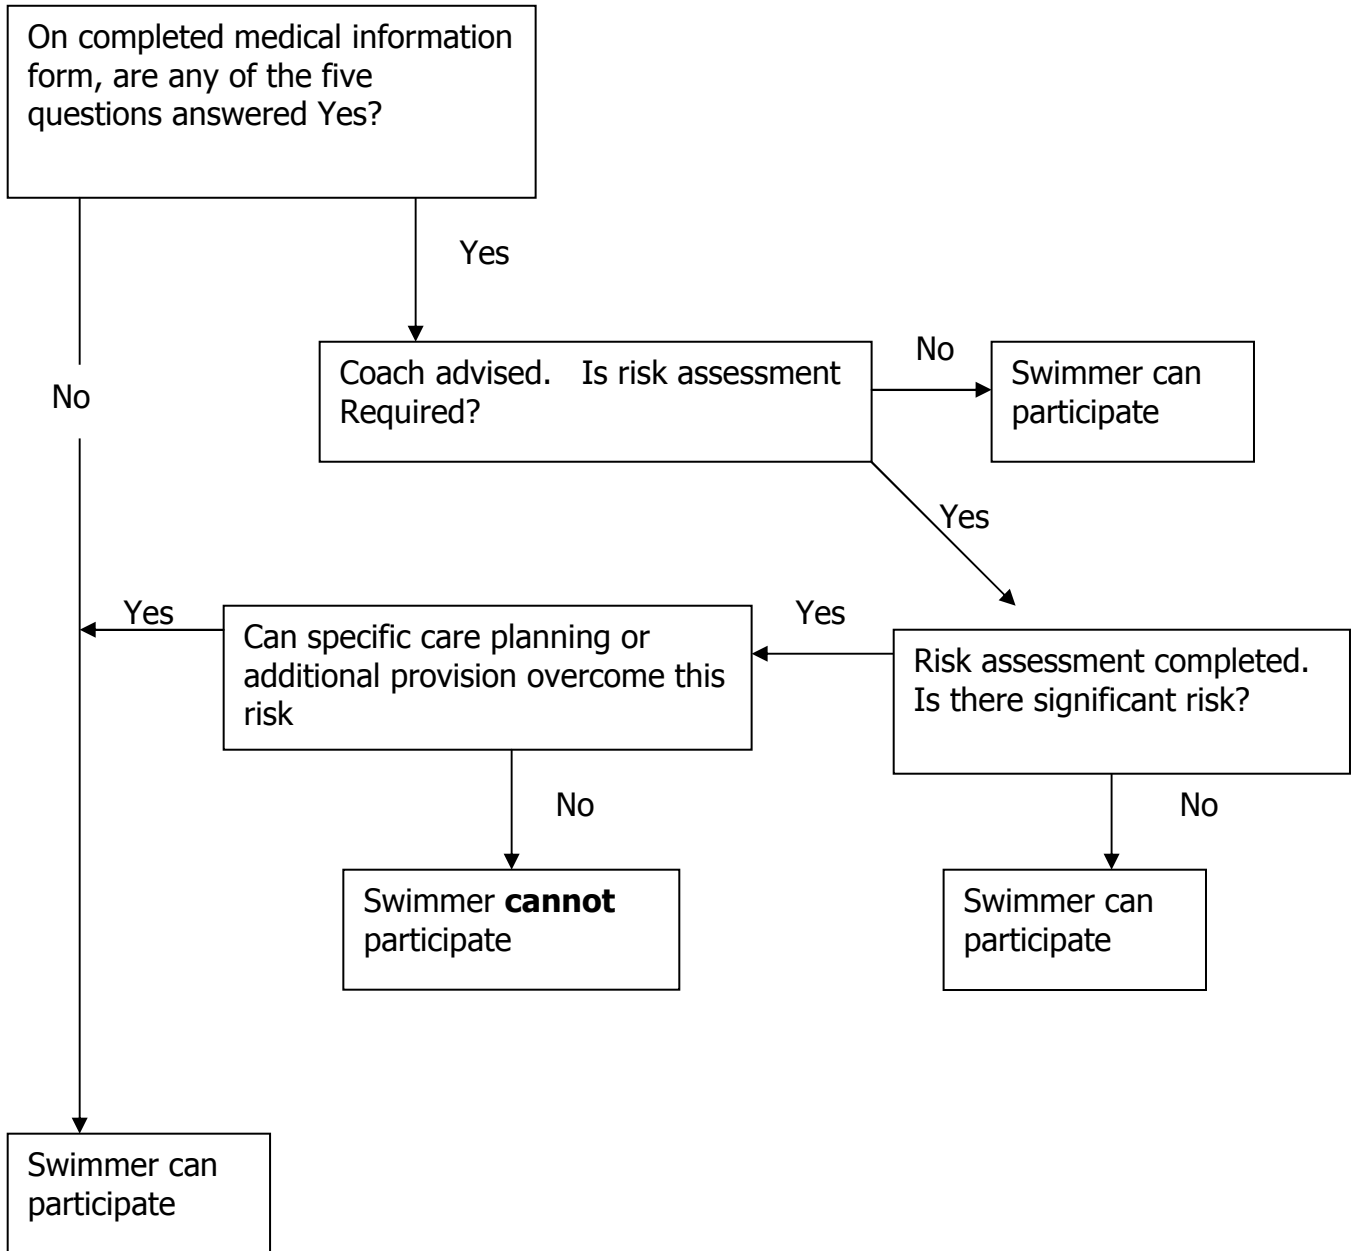 On completed medical information
form, are any of the five
questions answered Yes?
Yes
No
Coach advised.   Is risk assessment
Required?
No
Swimmer can
participate
Yes
Yes
Can specific care planning or
additional provision overcome this
risk
Yes
Risk assessment completed.
Is there significant risk?
No
No
Swimmer cannot
participate
Swimmer can
participate
Swimmer can
participate